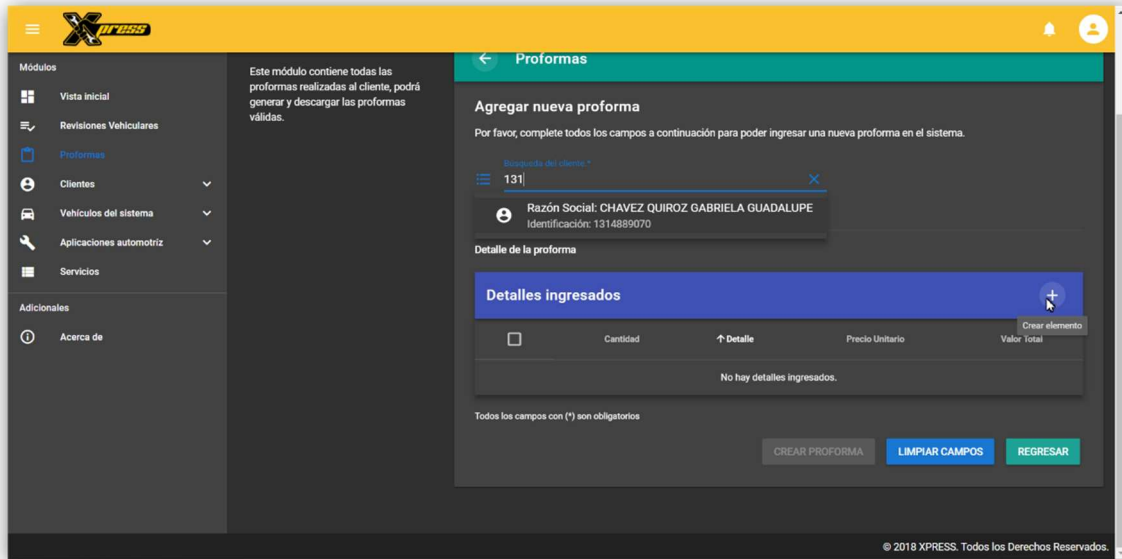 Xpress
Módulos
Vista inicial
Revisiones Vehiculares
Proformas
Clientes
Vehículos del sistema
Aplicaciones automotriz
Servicios
Adicionales
Acerca de
Este módulo contiene todas las
proformas realizadas al cliente, podrá
generar y descargar las proformas
válidas.
Proformas
Agregar nueva proforma
Por favor, complete todos los campos a continuación para poder ingresar una nueva proforma en el sistema.
Búsqueda del cliente.*
131
Razón Social: CHAVEZ QUIROZ GABRIELA GUADALUPE
Identificación: 1314889070
Detalle de la proforma
Detalles ingresados
Crear elemento
Cantidad Detalle Precio Unitario Valor Total
No hay detalles ingresados.
Todos los campos con (*) son obligatorios
CREAR PROFORMA LIMPIAR CAMPOS REGRESAR
© 2018 XPRESS. Todos los Derechos Reservados.